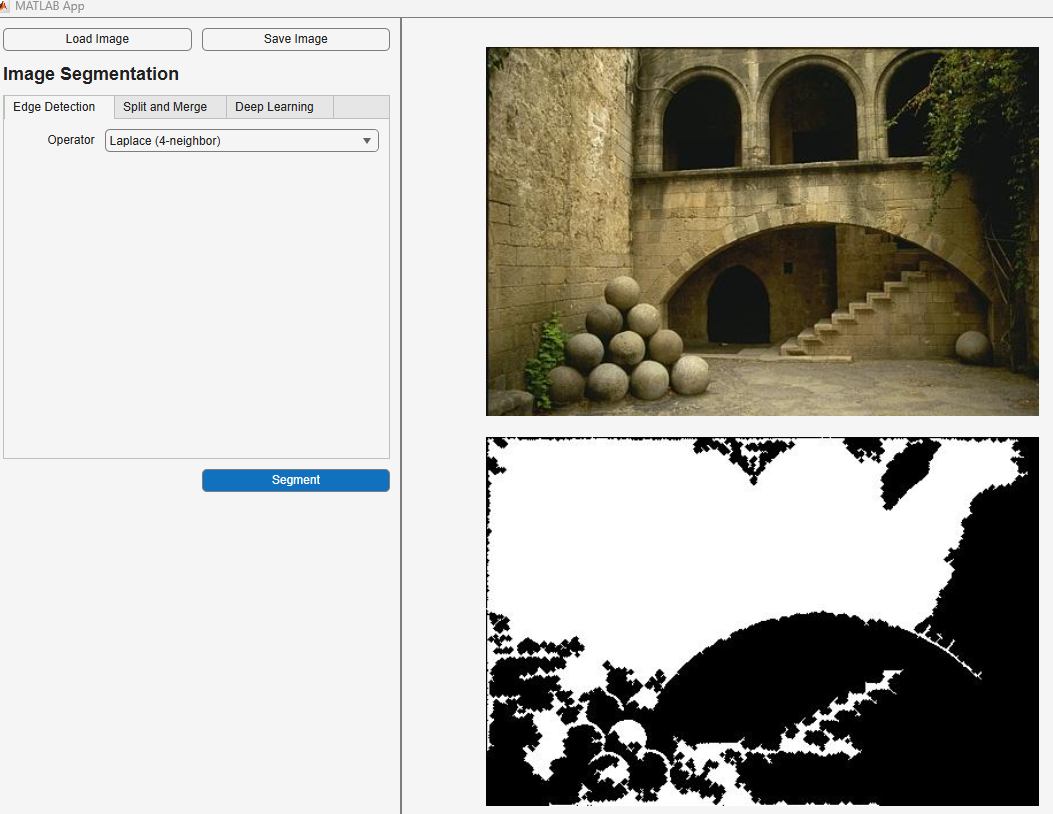 MATLAB App
Load Image
Save Image
Image Segmentation
Edge Detection
Split and Merge
Deep Learning
Operator
Laplace (4-neighbor)
Segment